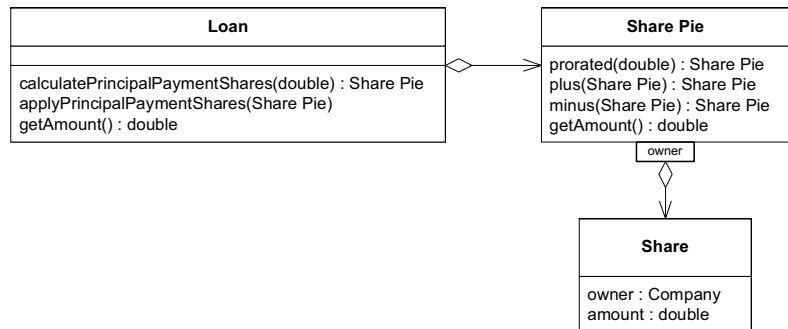 Loan
calculatePrincipalPaymentShares(double) : Share Pie
applyPrincipalPaymentShares(Share Pie)
getAmount() : double
Share Pie
prorated(double) : Share Pie
plus(Share Pie) : Share Pie
minus(Share Pie) : Share Pie
getAmount() : double
owner
Share
owner : Company
amount : double